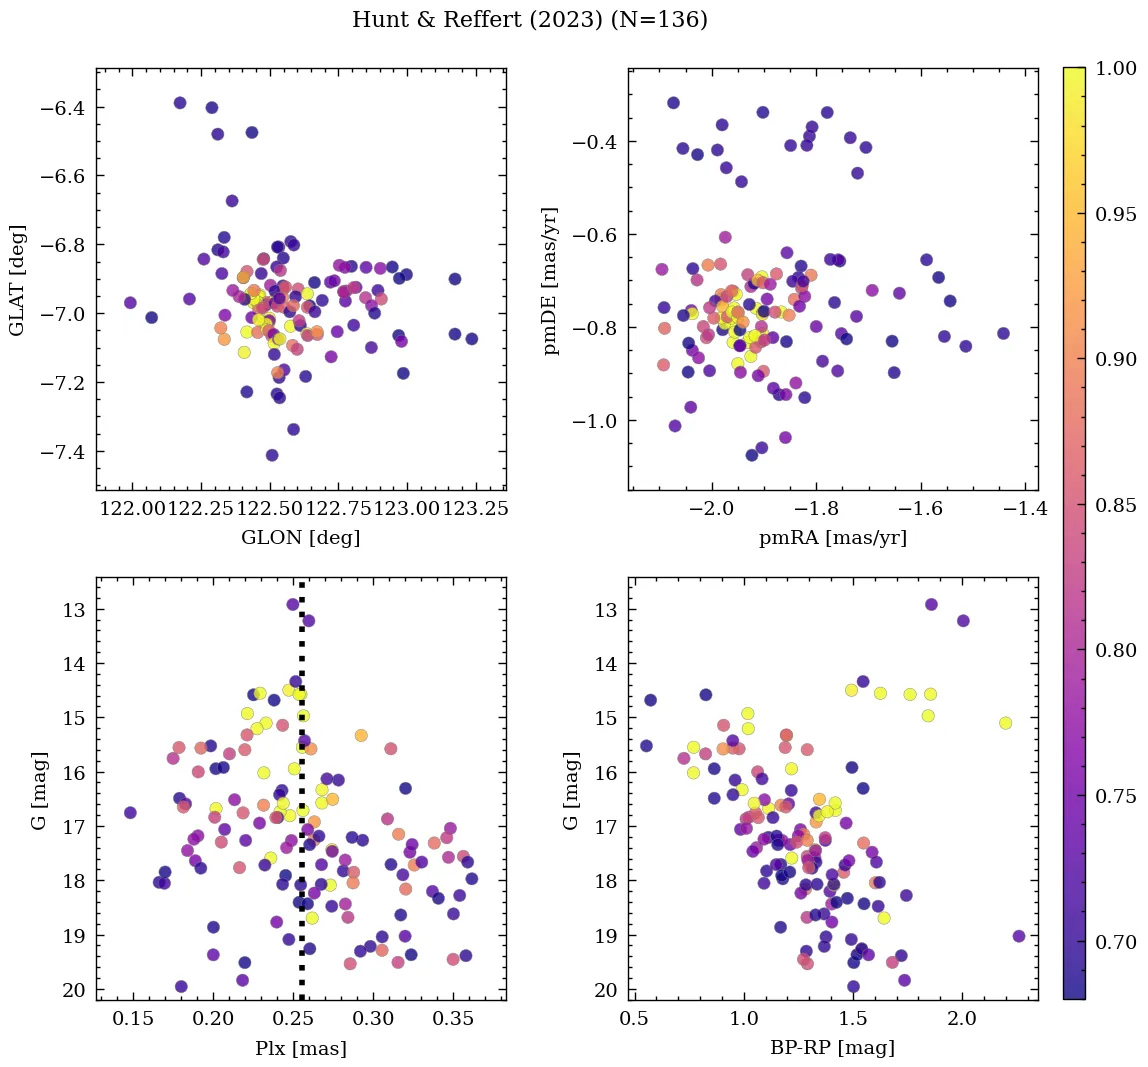 Hunt & Reffert (2023) (N=136)
−6.4
−6.6
−6.8
−7.0
−7.2
−7.4
GLAT [deg]
122.00 122.25 122.50 122.75 123.00 123.25
GLON [deg]
−0.4
−0.6
−0.8
−1.0
pmDE [mas/yr]
−2.0 −1.8 −1.6 −1.4
pmRA [mas/yr]
13
14
15
16
17
18
19
20
G [mag]
0.15 0.20 0.25 0.30 0.35
Plx [mas]
13
14
15
16
17
18
19
20
G [mag]
0.5 1.0 1.5 2.0
BP-RP [mag]
1.00
0.95
0.90
0.85
0.80
0.75
0.70